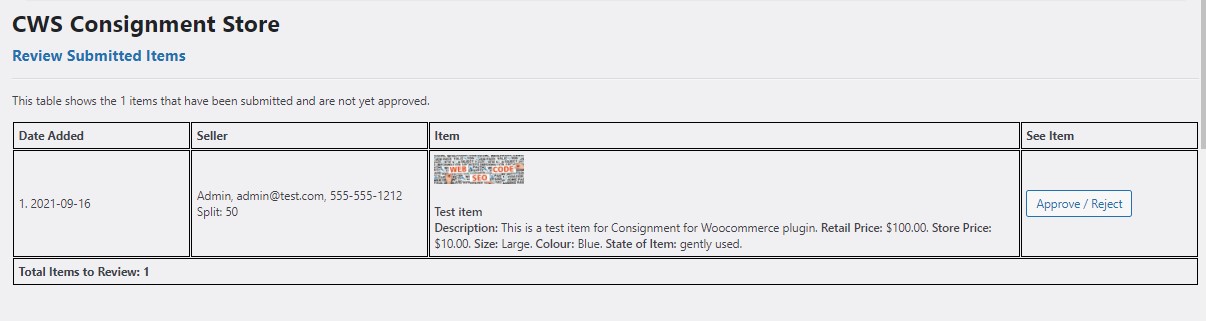 CWS Consignment Store
Review Submitted Items
This table shows the 1 items that have been submitted and are not yet approved.
Date Added Seller Item See Item
WEB CODE
SEO
1. 2021-09-16
Admin, admin@test.com, 555-555-1212
Split: 50
Test item
Description: This is a test item for Consignment for Woocommerce plugin. Retail Price: $100.00. Store Price:
$10.00. Size: Large. Colour: Blue. State of Item: gently used.
Approve / Reject
Total Items to Review: 1